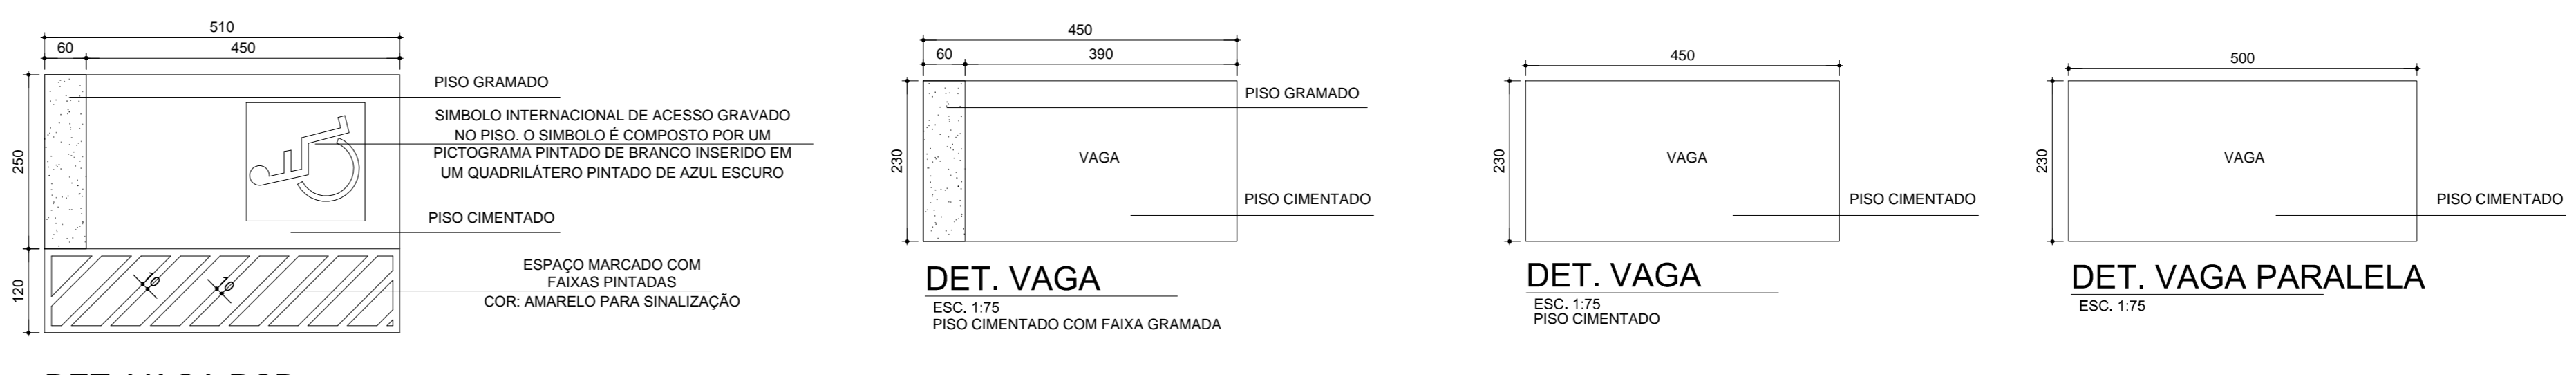 510
60 450
250
120
PISO GRAMADO
SIMBOLO INTERNACIONAL DE ACESSO GRAVADO
NO PISO. O SIMBOLO É COMPOSTO POR UM
PICTOGRAMA PINTADO DE BRANCO INSERIDO EM
UM QUADRILÁTERO PINTADO DE AZUL ESCURO
PISO CIMENTADO
10 10
ESPAÇO MARCADO COM
FAIXAS PINTADAS
COR: AMARELO PARA SINALIZAÇÃO
450
60 390
230
PISO GRAMADO
VAGA
PISO CIMENTADO
DET. VAGA
ESC. 1:75
PISO CIMENTADO COM FAIXA GRAMADA
450
230
VAGA
PISO CIMENTADO
DET. VAGA
ESC. 1:75
PISO CIMENTADO
500
230
VAGA
PISO CIMENTADO
DET. VAGA PARALELA
ESC. 1:75